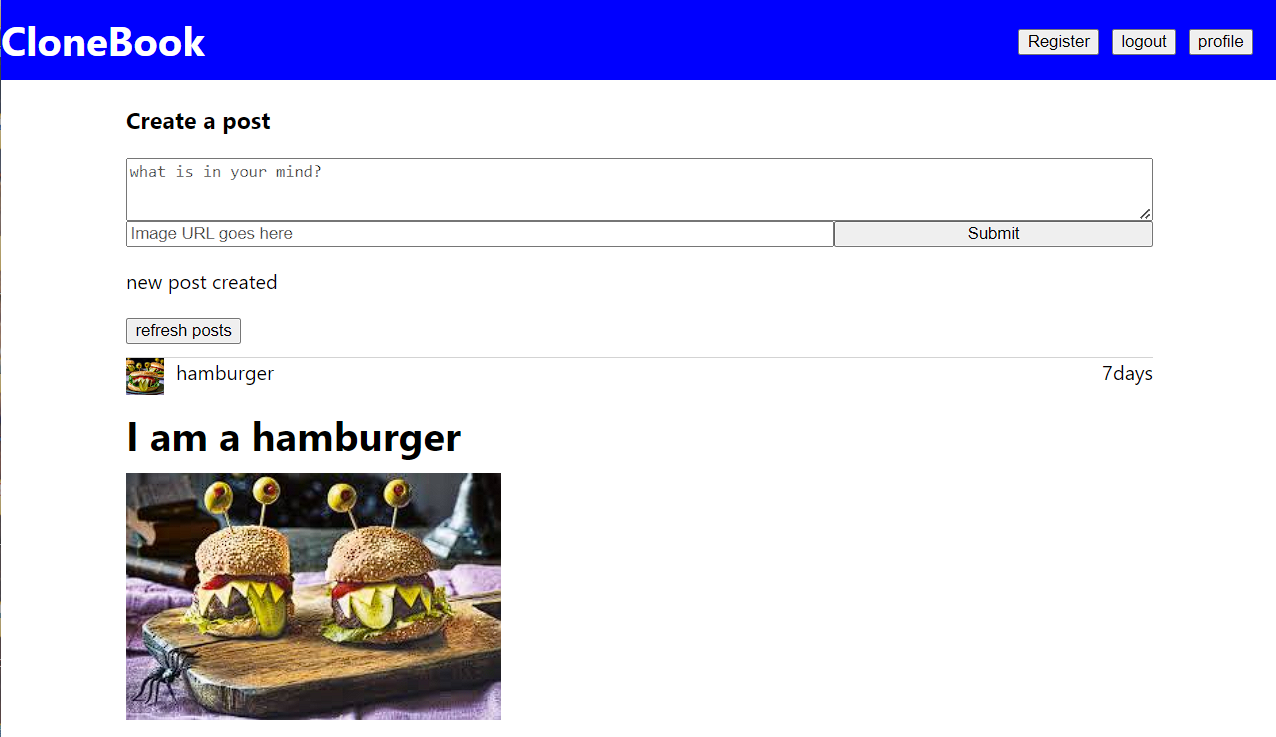 CloneBook
Register logout profile
Create a post
what is in your mind?
Image URL goes here Submit
new post created
refresh posts
hamburger 7days
I am a hamburger